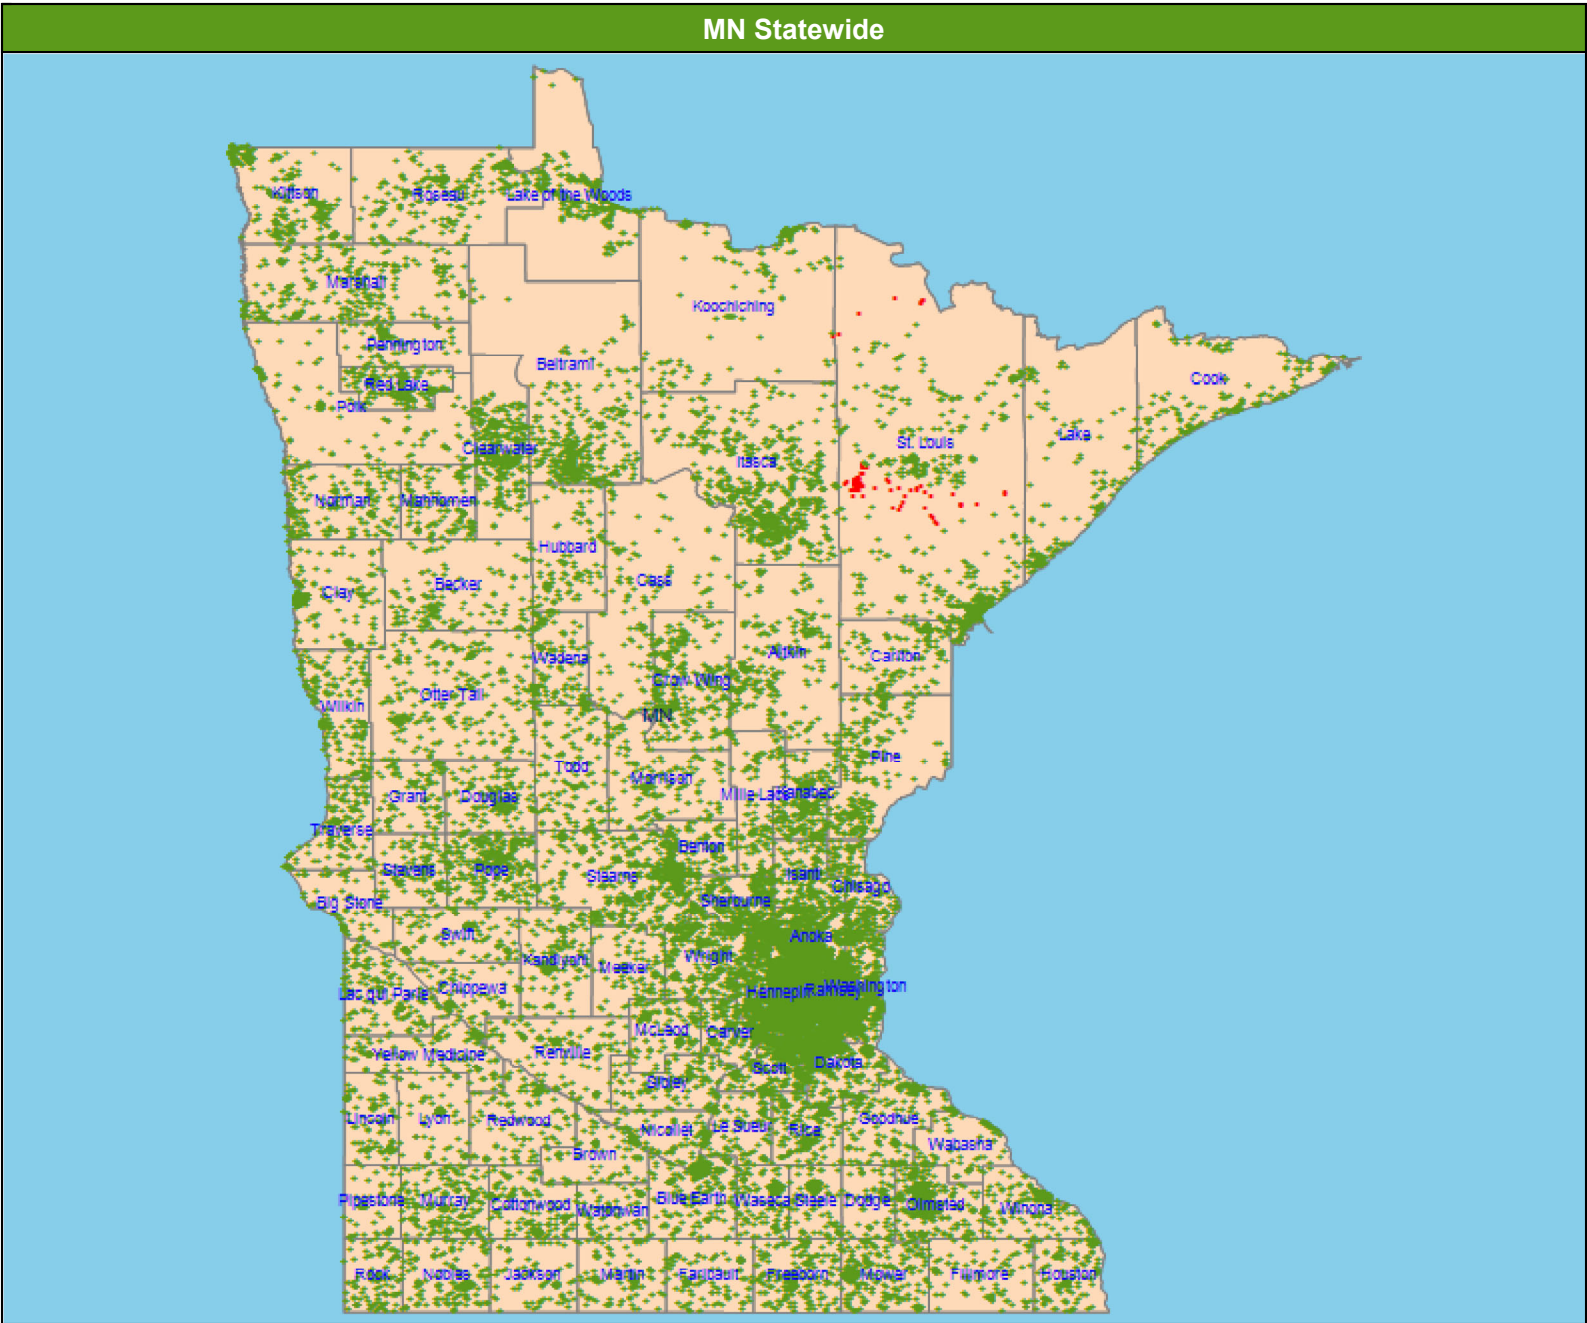 MN Statewide
Kittson
Roseau
Lake of the Woods
Marshall
Koochiching
Pennington
Beltrami
Red Lake
Polk
Cook
Clearwater
St. Louis
Lake
Itasca
Norman
Mahnomen
Hubbard
Clay
Becker
Cass
Wadena
Aitkin
Carlton
Otter Tail
Crow Wing
Wilkin
MN
Pine
Todd
Morrison
Grant
Douglas
Mille Lacs
Kanabec
Traverse
Benton
Stevens
Pope
Stearns
Isanti
Chisago
Big Stone
Sherburne
Swift
Anoka
Kandiyohi
Meeker
Wright
Lac qui Parle
Chippewa
Hennepin
Ramsey
Washington
McLeod
Carver
Yellow Medicine
Renville
Scott
Dakota
Sibley
Lincoln
Lyon
Redwood
Nicollet
Le Sueur
Rice
Goodhue
Wabasha
Brown
Pipestone
Murray
Cottonwood
Watonwan
Blue Earth
Waseca
Steele
Dodge
Olmsted
Winona
Rock
Nobles
Jackson
Martin
Faribault
Freeborn
Mower
Fillmore
Houston